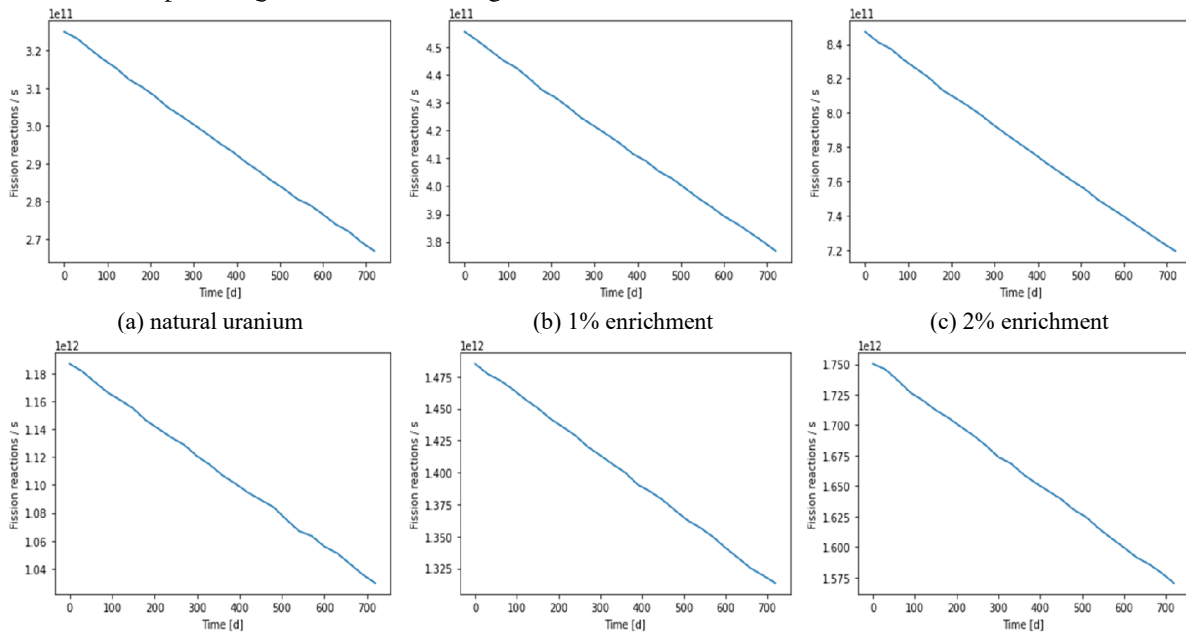 1e11
Fission reactions / s
3.2
3.1
3.0
2.9
2.8
2.7
0 100 200 300 400 500 600 700
Time [d]
1e11
Fission reactions / s
4.5
4.4
4.3
4.2
4.1
4.0
3.9
3.8
0 100 200 300 400 500 600 700
Time [d]
1e11
Fission reactions / s
8.4
8.2
8.0
7.8
7.6
7.4
7.2
0 100 200 300 400 500 600 700
Time [d]
(a) natural uranium
(b) 1% enrichment
(c) 2% enrichment
1e12
Fission reactions / s
1.18
1.16
1.14
1.12
1.10
1.08
1.06
1.04
0 100 200 300 400 500 600 700
Time [d]
1e12
Fission reactions / s
1.475
1.450
1.425
1.400
1.375
1.350
1.325
0 100 200 300 400 500 600 700
Time [d]
1e12
Fission reactions / s
1.750
1.725
1.700
1.675
1.650
1.625
1.600
1.575
0 100 200 300 400 500 600 700
Time [d]